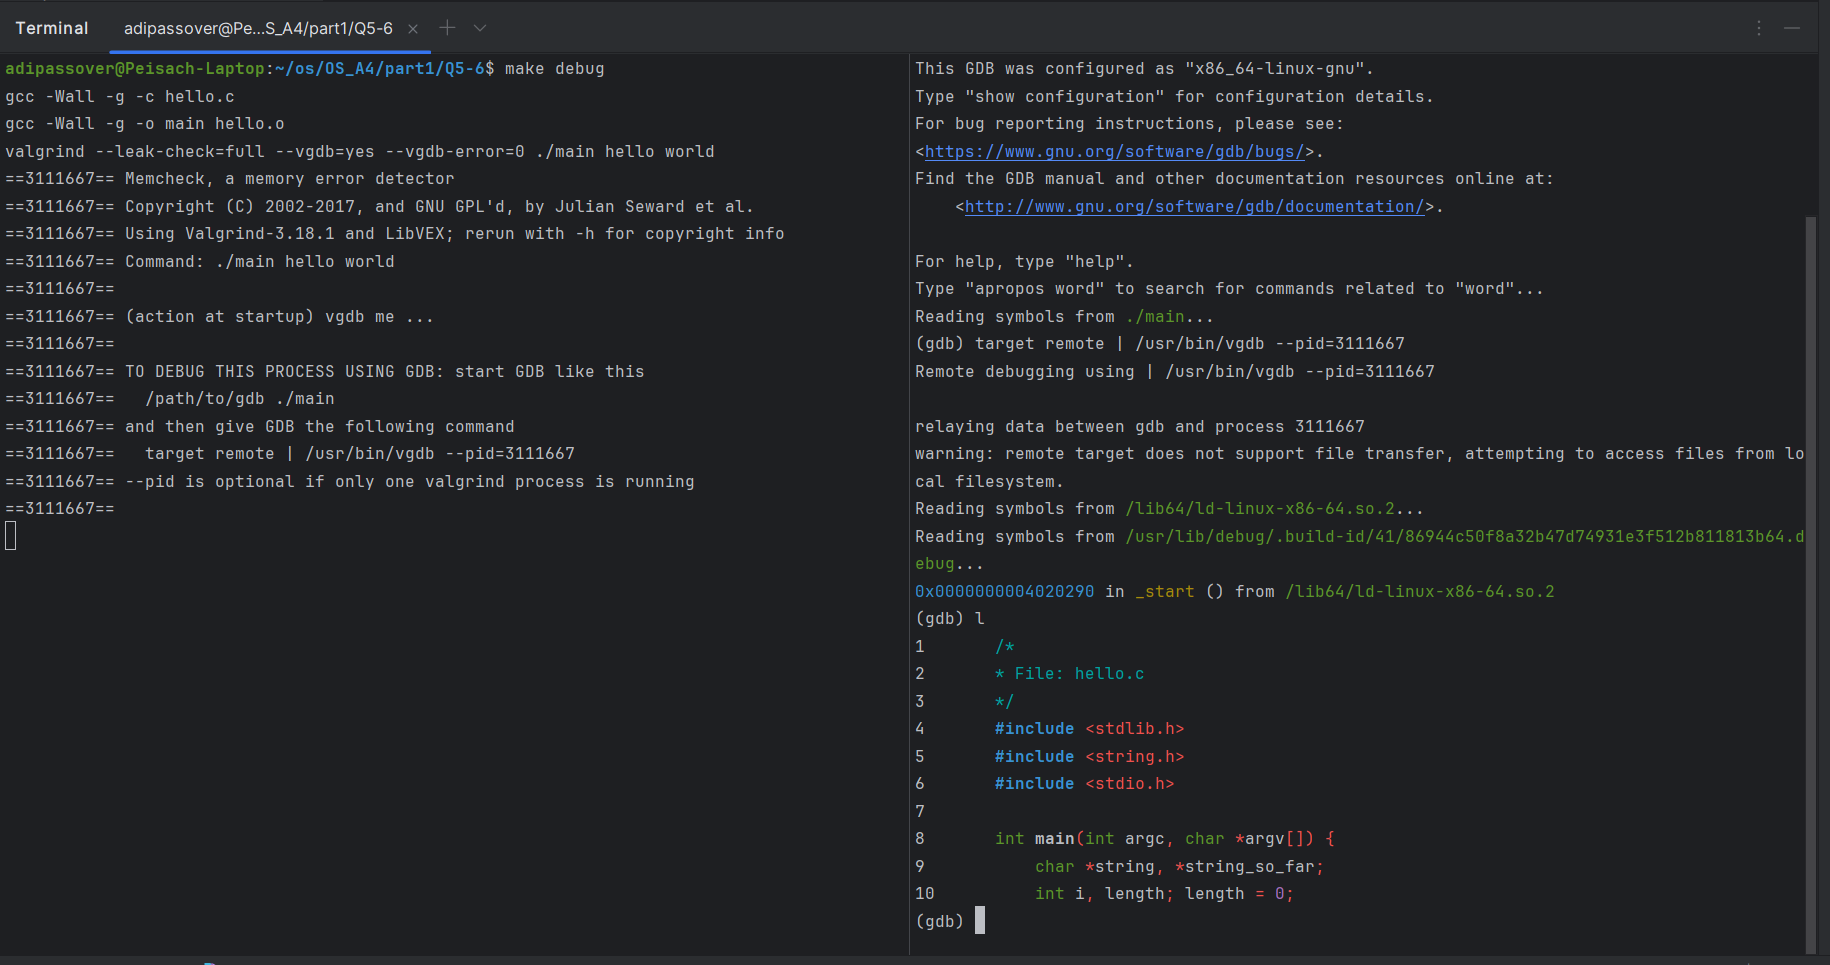 Terminal
adipassover@Pe...S_A4/part1/Q5-6
adipassover@Peisach-Laptop:~/os/OS_A4/part1/Q5-6$ make debug
gcc -Wall -g -c hello.c
gcc -Wall -g -o main hello.o
valgrind --leak-check=full --vgdb=yes --vgdb-error=0 ./main hello world
==3111667== Memcheck, a memory error detector
==3111667== Copyright (C) 2002-2017, and GNU GPL'd, by Julian Seward et al.
==3111667== Using Valgrind-3.18.1 and LibVEX; rerun with -h for copyright info
==3111667== Command: ./main hello world
==3111667==
==3111667== (action at startup) vgdb me ...
==3111667==
==3111667== TO DEBUG THIS PROCESS USING GDB: start GDB like this
==3111667==   /path/to/gdb ./main
==3111667== and then give GDB the following command
==3111667==   target remote | /usr/bin/vgdb --pid=3111667
==3111667== --pid is optional if only one valgrind process is running
==3111667==
This GDB was configured as "x86_64-linux-gnu".
Type "show configuration" for configuration details.
For bug reporting instructions, please see:
<https://www.gnu.org/software/gdb/bugs/>.
Find the GDB manual and other documentation resources online at:
    <http://www.gnu.org/software/gdb/documentation/>.
For help, type "help".
Type "apropos word" to search for commands related to "word"...
Reading symbols from ./main...
(gdb) target remote | /usr/bin/vgdb --pid=3111667
Remote debugging using | /usr/bin/vgdb --pid=3111667
relaying data between gdb and process 3111667
warning: remote target does not support file transfer, attempting to access files from lo
cal filesystem.
Reading symbols from /lib64/ld-linux-x86-64.so.2...
Reading symbols from /usr/lib/debug/.build-id/41/86944c50f8a32b47d74931e3f512b811813b64.d
ebug...
0x0000000004020290 in _start () from /lib64/ld-linux-x86-64.so.2
(gdb) l
1       /*
2       * File: hello.c
3       */
4       #include <stdlib.h>
5       #include <string.h>
6       #include <stdio.h>
7
8       int main(int argc, char *argv[]) {
9           char *string, *string_so_far;
10          int i, length; length = 0;
(gdb)